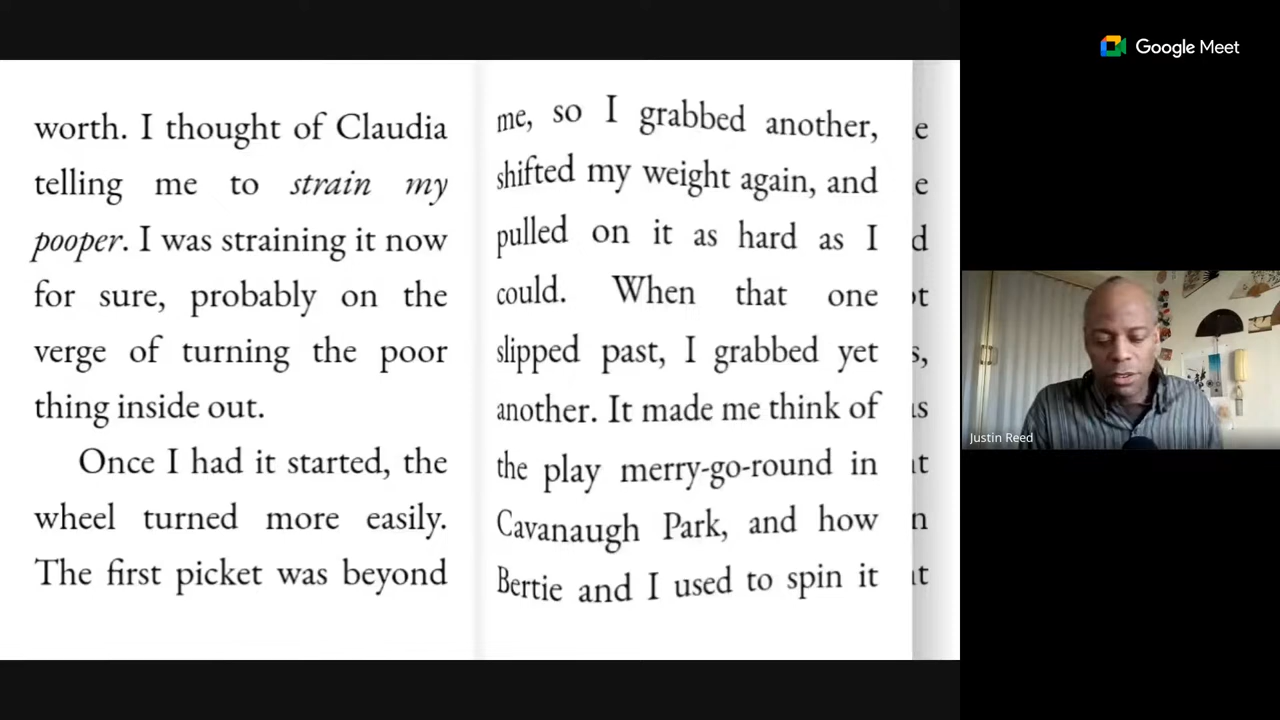 worth. I thought of Claudia
telling me to strain my
pooper. I was straining it now
for sure, probably on the
verge of turning the poor
thing inside out.
Once I had it started, the
wheel turned more easily.
The first picket was beyond
me, so I grabbed another,
shifted my weight again, and
pulled on it as hard as I
could. When that one
slipped past, I grabbed yet
another. It made me think of
the play merry-go-round in
Cavanaugh Park, and how
Bertie and I used to spin it
Google Meet
Justin Reed